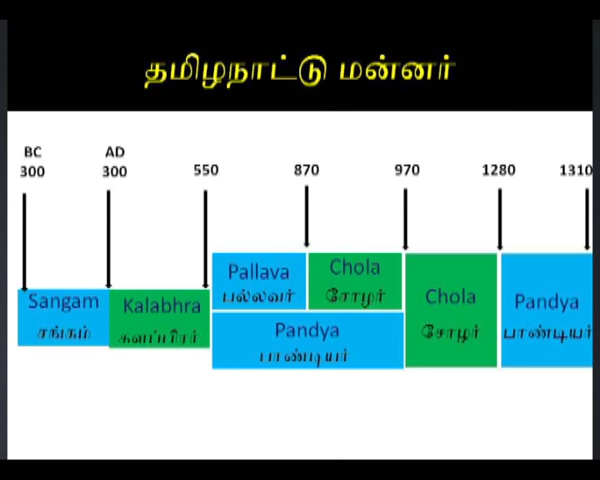 தமிழநாட்டு மன்னர்
BC
300
AD
300
550
870
970
1280
1310
Sangam
சங்கம்
Kalabhra
களப்பிரர்
Pallava
பல்லவர்
Chola
சோழர்
Pandya
பாண்டியர்
Chola
சோழர்
Pandya
பாண்டியர்